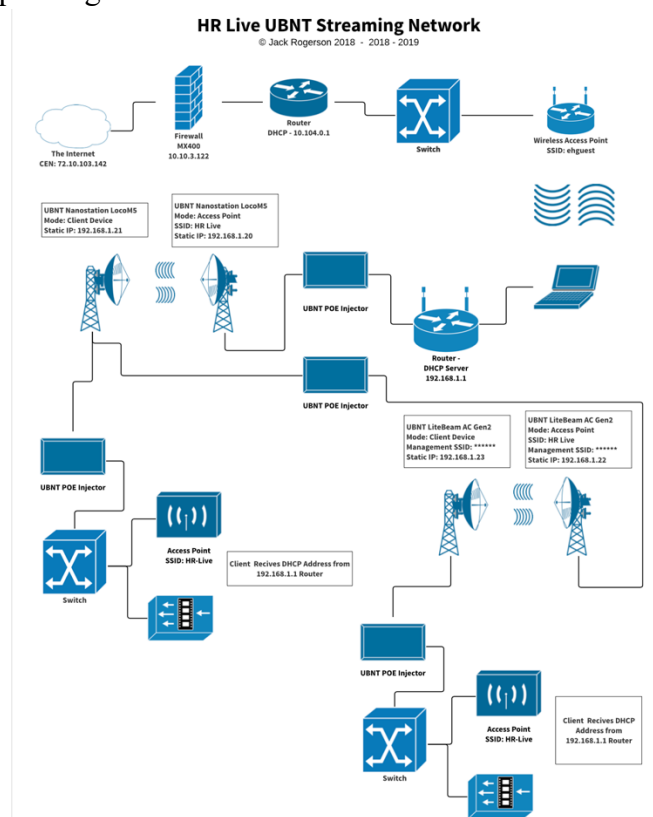 HR Live UBNT Streaming Network
© Jack Rogerson 2018 - 2018 - 2019
The Internet
CEN: 72.10.103.142
Firewall
MX400
10.10.3.122
Router
DHCP - 10.104.0.1
Switch
Wireless Access Point
SSID: ehguest
UBNT Nanostation LocoM5
Mode: Client Device
Static IP: 192.168.1.21
UBNT Nanostation LocoM5
Mode: Access Point
SSID: HR Live
Static IP: 192.168.1.20
UBNT POE Injector
Router -
DHCP Server
192.168.1.1
UBNT POE Injector
UBNT LiteBeam AC Gen2
Mode: Client Device
Management SSID: ******
Static IP: 192.168.1.23
UBNT LiteBeam AC Gen2
Mode: Access Point
SSID: HR Live
Management SSID: ******
Static IP: 192.168.1.22
UBNT POE Injector
Access Point
SSID: HR-Live
Client Recives DHCP Address from
192.168.1.1 Router
Switch
UBNT POE Injector
Access Point
SSID: HR-Live
Client Recives DHCP
Address from
192.168.1.1 Router
Switch